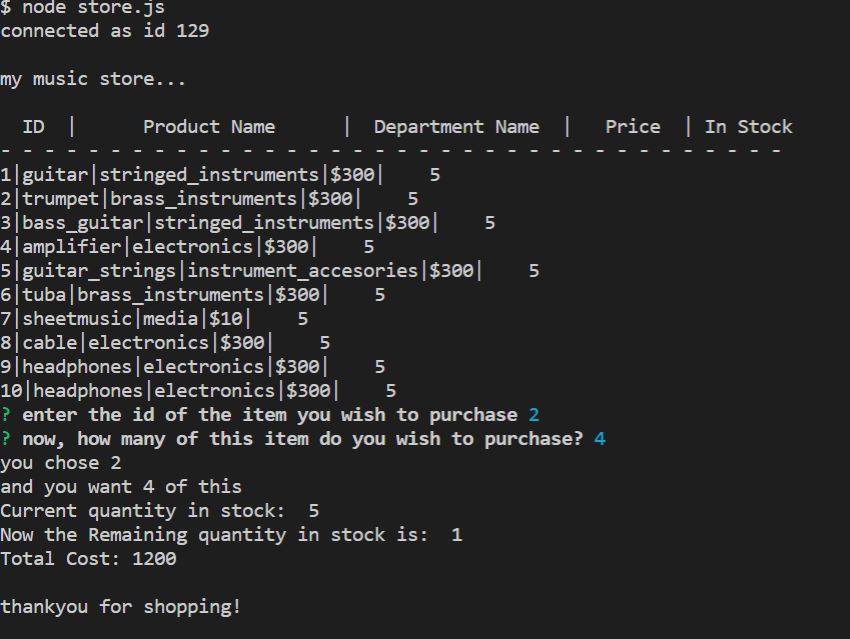 $ node store.js
connected as id 129
my music store...
ID | Product Name | Department Name | Price | In Stock
- - - - - - - - - - - - - - - - - - - - - - - - - - - - - - - - - - - -
1|guitar|stringed_instruments|$300| 5
2|trumpet|brass_instruments|$300| 5
3|bass_guitar|stringed_instruments|$300| 5
4|amplifier|electronics|$300| 5
5|guitar_strings|instrument_accesories|$300| 5
6|tuba|brass_instruments|$300| 5
7|sheetmusic|media|$10| 5
8|cable|electronics|$300| 5
9|headphones|electronics|$300| 5
10|headphones|electronics|$300| 5
? enter the id of the item you wish to purchase 2
? now, how many of this item do you wish to purchase? 4
you chose 2
and you want 4 of this
Current quantity in stock: 5
Now the Remaining quantity in stock is: 1
Total Cost: 1200
thankyou for shopping!